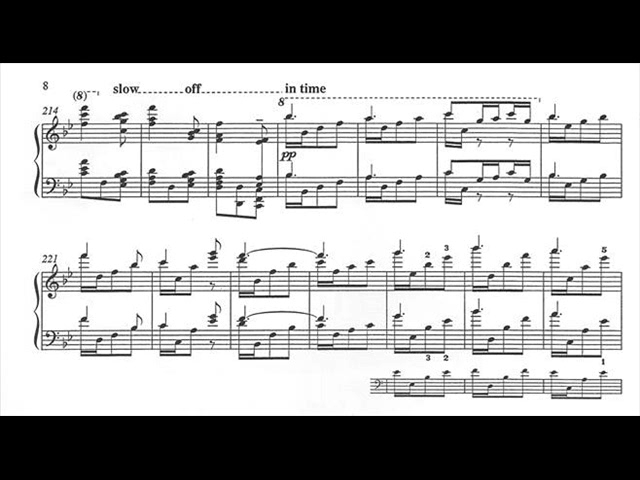 8
(8) slow off in time
214
8
pp
221
2 3 5
3 2 1